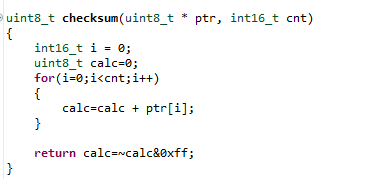 uint8_t checksum(uint8_t * ptr, int16_t cnt)
{
    int16_t i = 0;
    uint8_t calc=0;
    for(i=0;i<cnt;i++)
    {
        calc=calc + ptr[i];
    }

    return calc=~calc&0xff;
}